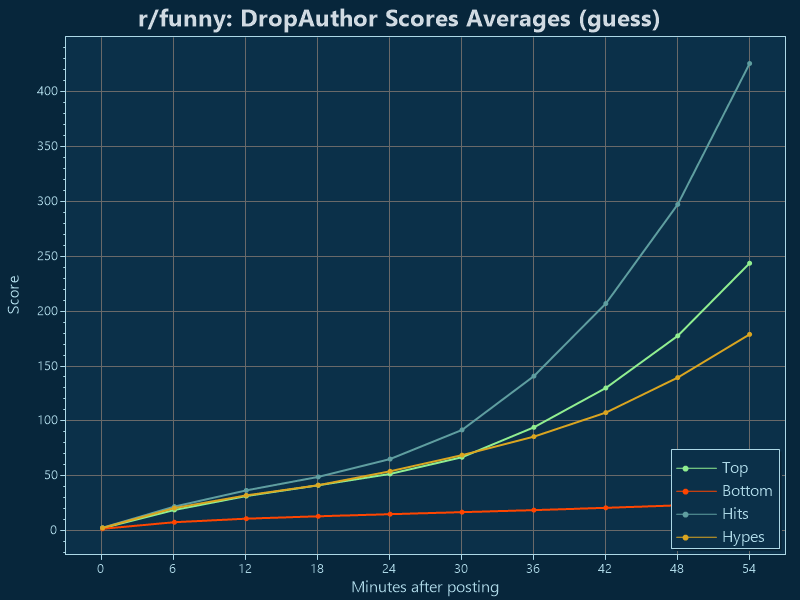 r/funny: DropAuthor Scores Averages (guess)
400
350
300
250
200
150
100
50
0
Score
Top
Bottom
Hits
Hypes
0 6 12 18 24 30 36 42 48 54
Minutes after posting